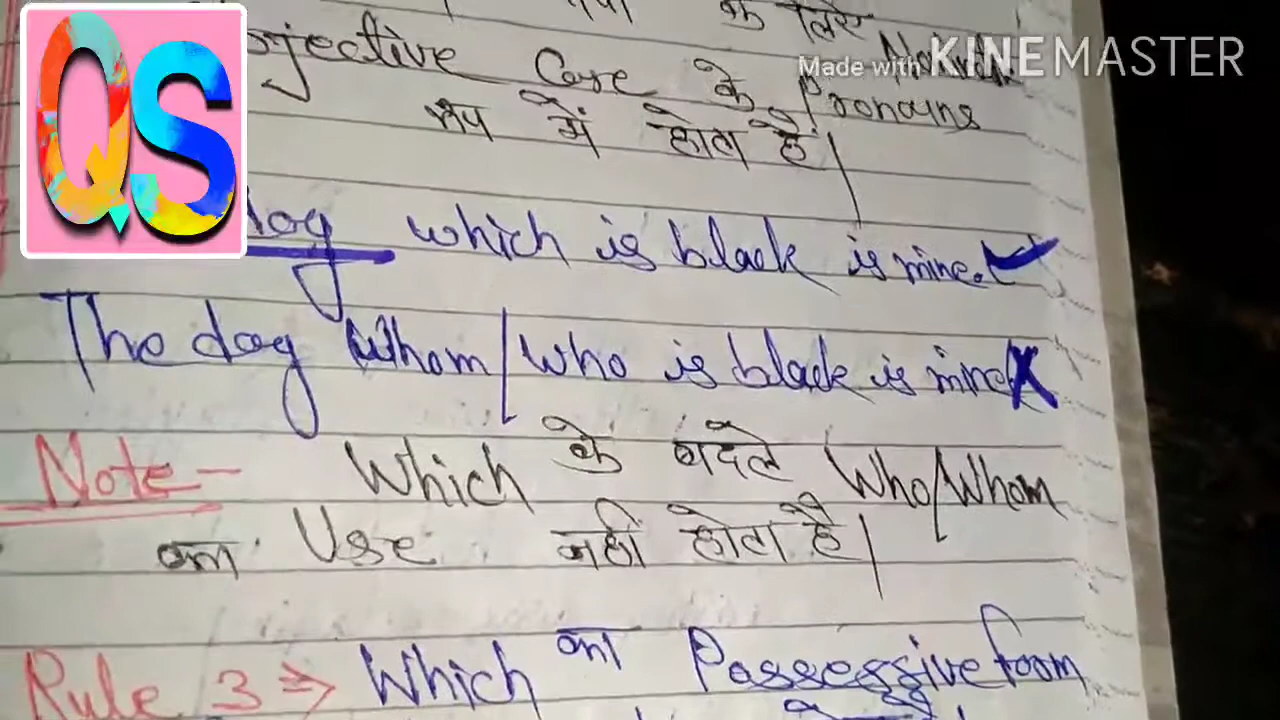 के लिए
QS
Made with KINEMASTER
jective Case के Pronouns
रूप में होता है।
dog which is black is mine.
The dog Whom/Who is black is mine
Note- Which के बदले Who/Whom
का Use नहीं होता है।
Rule 3 ⇒ Which का Possessive form